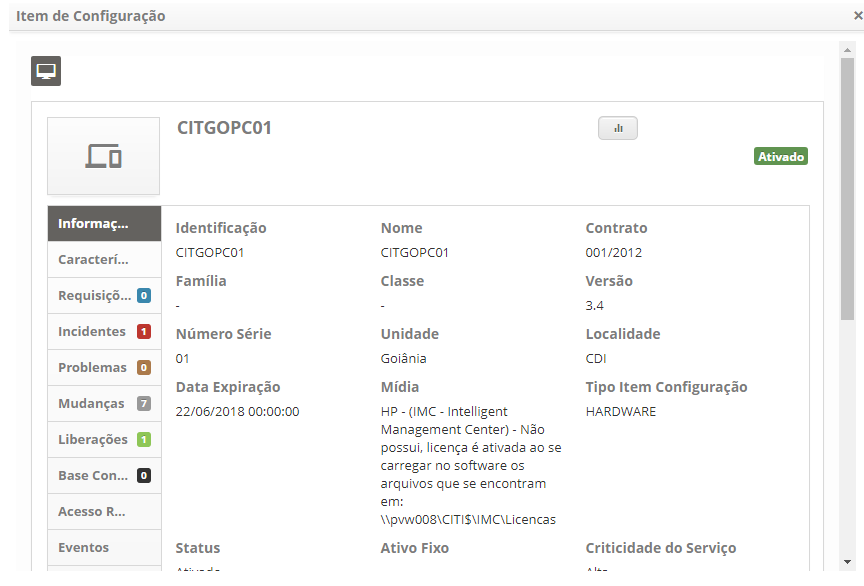 Item de Configuração
×
CITGOPC01
Ativado
Informaç...
Caracterí...
Requisiçõ... 0
Incidentes 1
Problemas 0
Mudanças 7
Liberações 1
Base Con... 0
Acesso R...
Eventos
Identificação Nome Contrato
CITGOPC01 CITGOPC01 001/2012
Família Classe Versão
- - 3.4
Número Série Unidade Localidade
01 Goiânia CDI
Data Expiração Mídia Tipo Item Configuração
22/06/2018 00:00:00 HP - (IMC - Intelligent HARDWARE
Management Center) - Não
possui, licença é ativada ao se
carregar no software os
arquivos que se encontram
em:
\\pvw008\CITI$\IMC\Licencas
Status Ativo Fixo Criticidade do Serviço
Ativado Alta